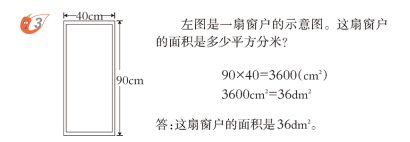 3
40cm
90cm
左图是一扇窗户的示意图。这扇窗户
的面积是多少平方分米?
90×40=3600(cm²)
3600cm²=36dm²
答:这扇窗户的面积是36dm²。